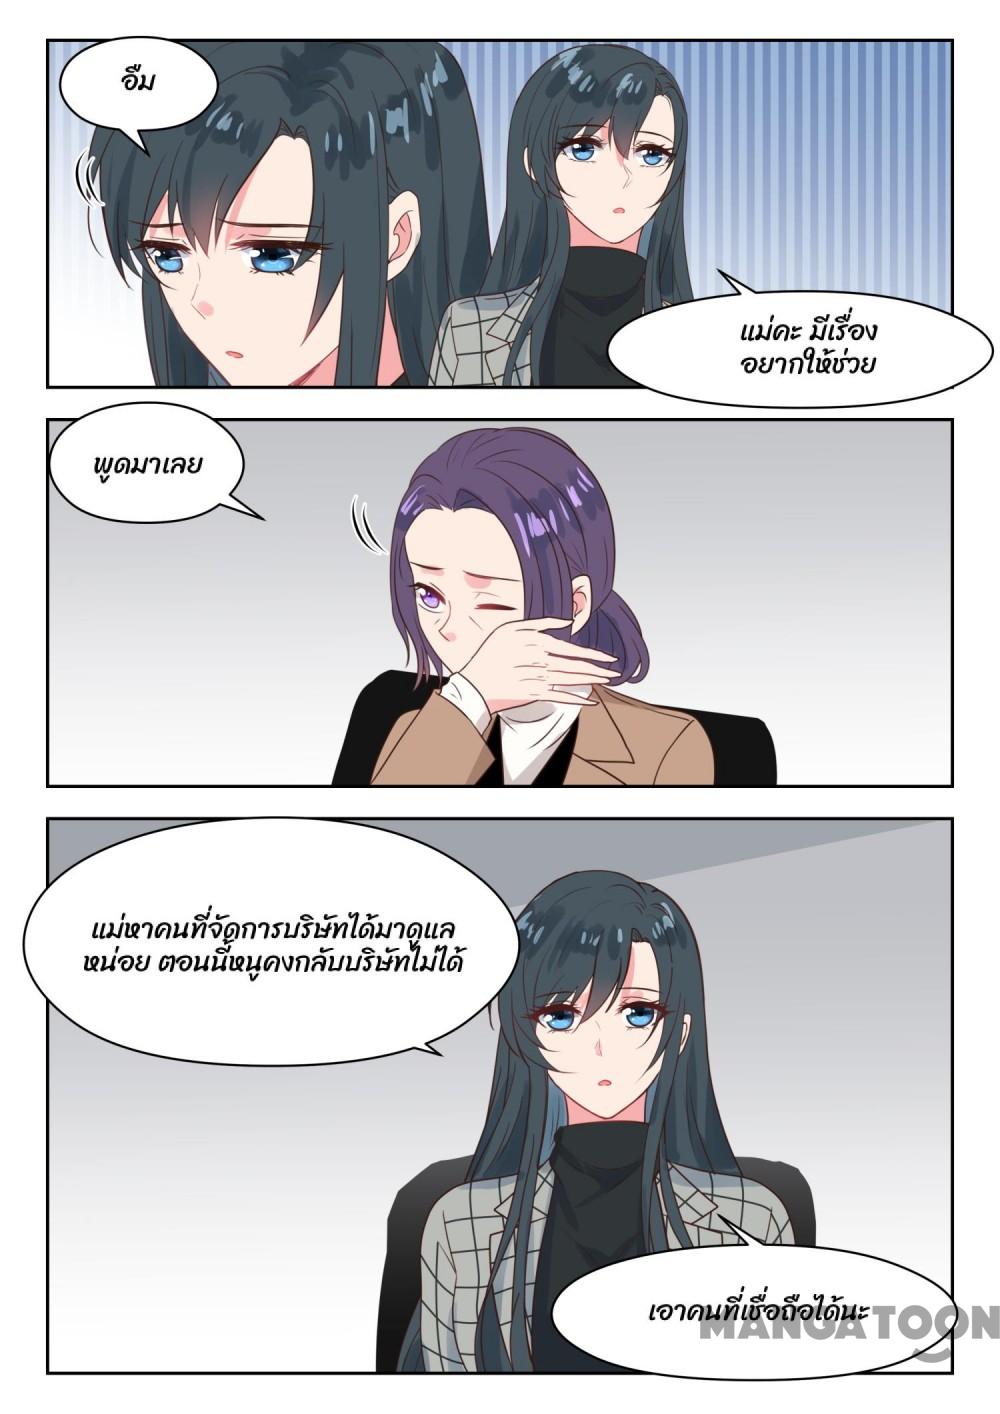 อืม
แม่คะ มีเรื่อง
อยากให้ช่วย
พูดมาเลย
แม่หาคนที่จัดการบริษัทได้มาดูแล
หน่อย ตอนนี้หนูคงกลับบริษัทไม่ได้
เอาคนที่เชื่อถือได้นะ
MANGATOON